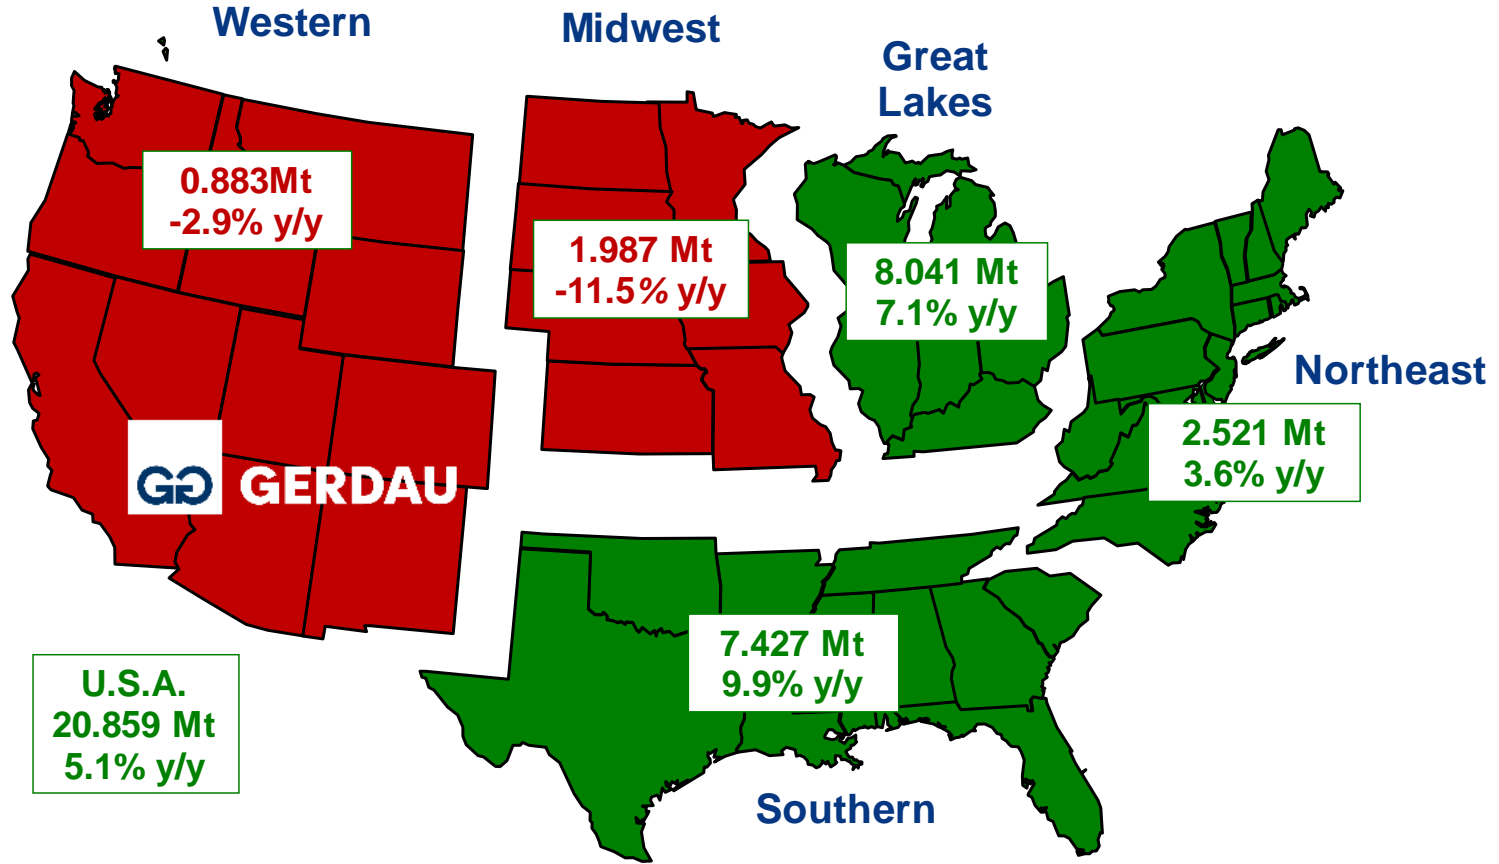 Western
Midwest
Great
Lakes
0.883Mt
-2.9% y/y
1.987 Mt
-11.5% y/y
8.041 Mt
7.1% y/y
Northeast
2.521 Mt
3.6% y/y
GG GERDAU
7.427 Mt
9.9% y/y
U.S.A.
20.859 Mt
5.1% y/y
Southern